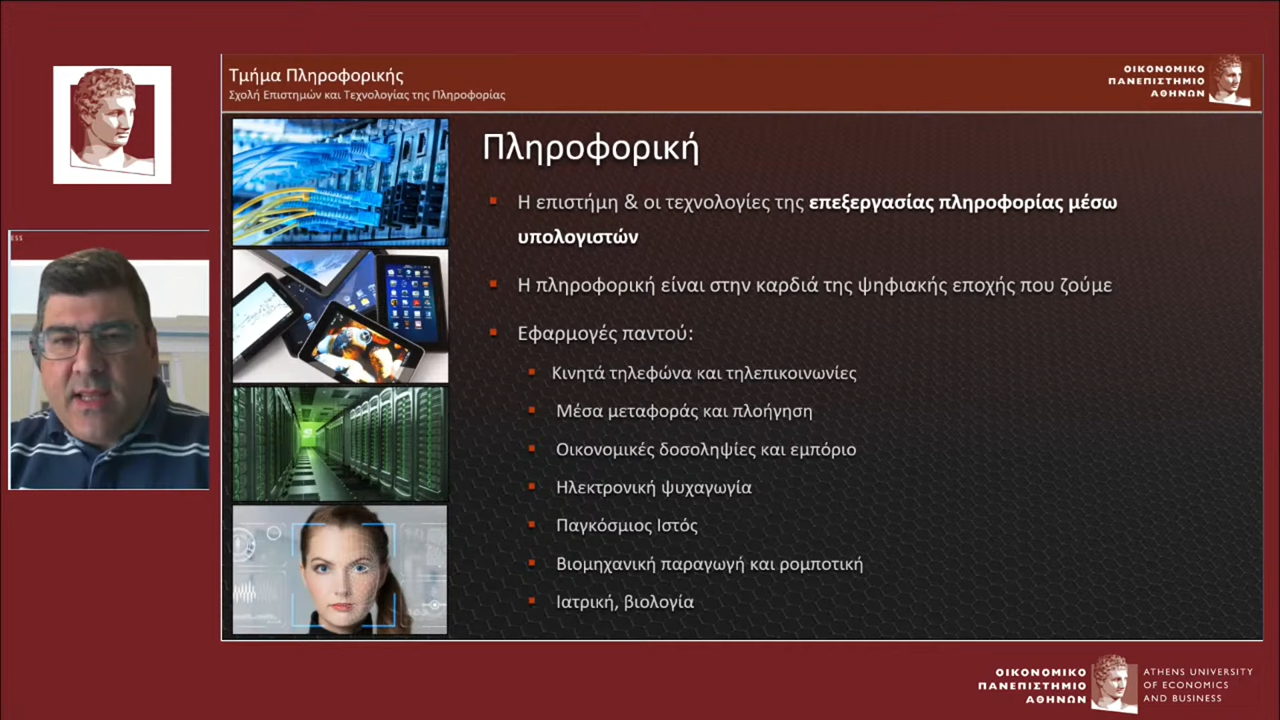 Τμήμα Πληροφορικής
Σχολή Επιστημών και Τεχνολογίας της Πληροφορίας
ΟΙΚΟΝΟΜΙΚΟ
ΠΑΝΕΠΙΣΤΗΜΙΟ
ΑΘΗΝΩΝ
ESS
Πληροφορική
Η επιστήμη & οι τεχνολογίες της επεξεργασίας πληροφορίας μέσω
υπολογιστών
Η πληροφορική είναι στην καρδιά της ψηφιακής εποχής που ζούμε
Εφαρμογές παντού:
Κινητά τηλεφώνα και τηλεπικοινωνίες
Μέσα μεταφοράς και πλοήγηση
Οικονομικές δοσοληψίες και εμπόριο
Ηλεκτρονική ψυχαγωγία
Παγκόσμιος Ιστός
Βιομηχανική παραγωγή και ρομποτική
Ιατρική, βιολογία
ΟΙΚΟΝΟΜΙΚΟ
ΠΑΝΕΠΙΣΤΗΜΙΟ
ΑΘΗΝΩΝ
ATHENS UNIVERSITY
OF ECONOMICS
AND BUSINESS